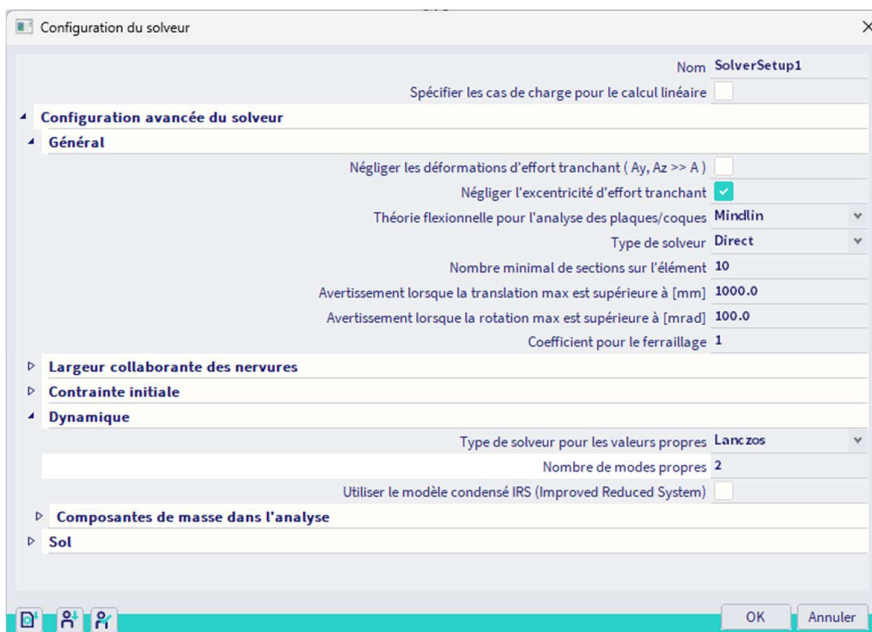 Configuration du solveur
Nom SolverSetup1
Spécifier les cas de charge pour le calcul linéaire
Configuration avancée du solveur
Général
Négliger les déformations d'effort tranchant ( Ay, Az >> A )
Négliger l'excentricité d'effort tranchant
Théorie flexionnelle pour l'analyse des plaques/coques Mindlin
Type de solveur Direct
Nombre minimal de sections sur l'élément 10
Avertissement lorsque la translation max est supérieure à [mm] 1000.0
Avertissement lorsque la rotation max est supérieure à [mrad] 100.0
Coefficient pour le ferraillage 1
Largeur collaborante des nervures
Contrainte initiale
Dynamique
Type de solveur pour les valeurs propres Lanczos
Nombre de modes propres 2
Utiliser le modèle condensé IRS (Improved Reduced System)
Composantes de masse dans l'analyse
Sol
OK Annuler